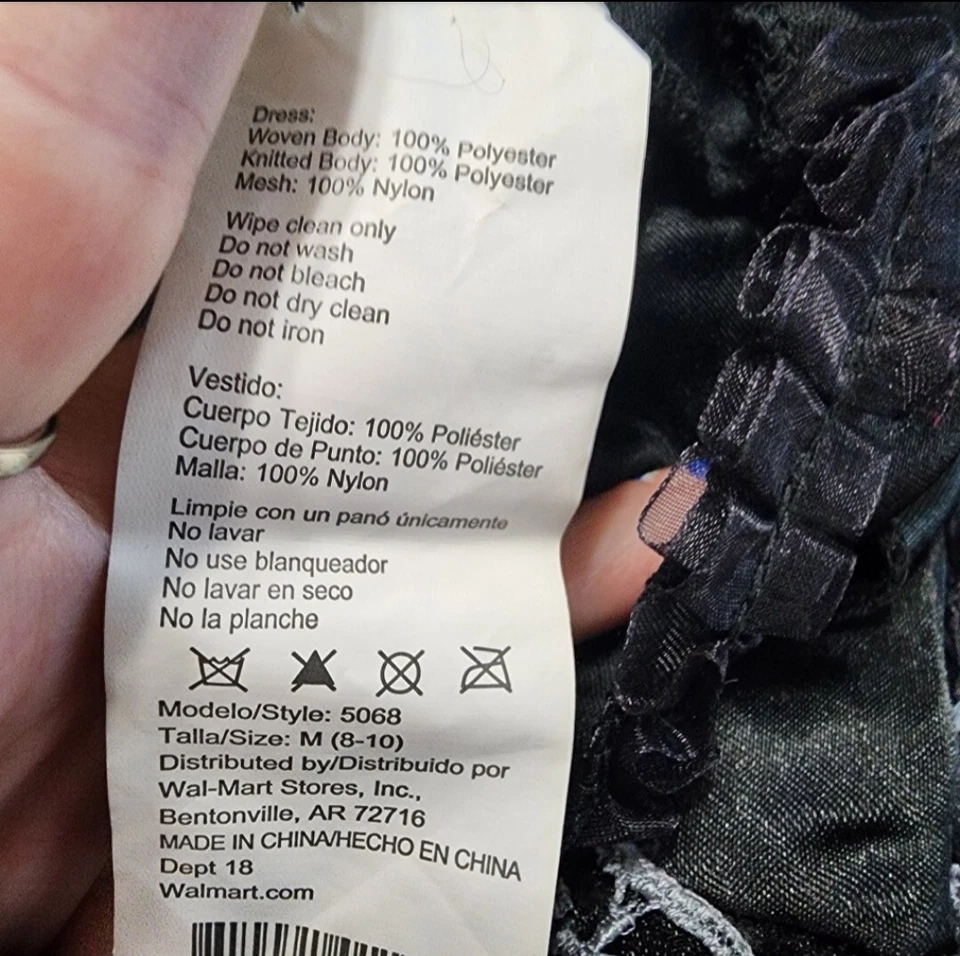 Dress:
Woven Body: 100% Polyester
Knitted Body: 100% Polyester
Mesh: 100% Nylon
Wipe clean only
Do not wash
Do not bleach
Do not dry clean
Do not iron
Vestido:
Cuerpo Tejido: 100% Poliéster
Cuerpo de Punto: 100% Poliéster
Malla: 100% Nylon
Limpie con un panó únicamente
No lavar
No use blanqueador
No lavar en seco
No la planche
Modelo/Style: 5068
Talla/Size: M (8-10)
Distributed by/Distribuido por
Wal-Mart Stores, Inc.,
Bentonville, AR 72716
MADE IN CHINA/HECHO EN CHINA
Dept 18
Walmart.com